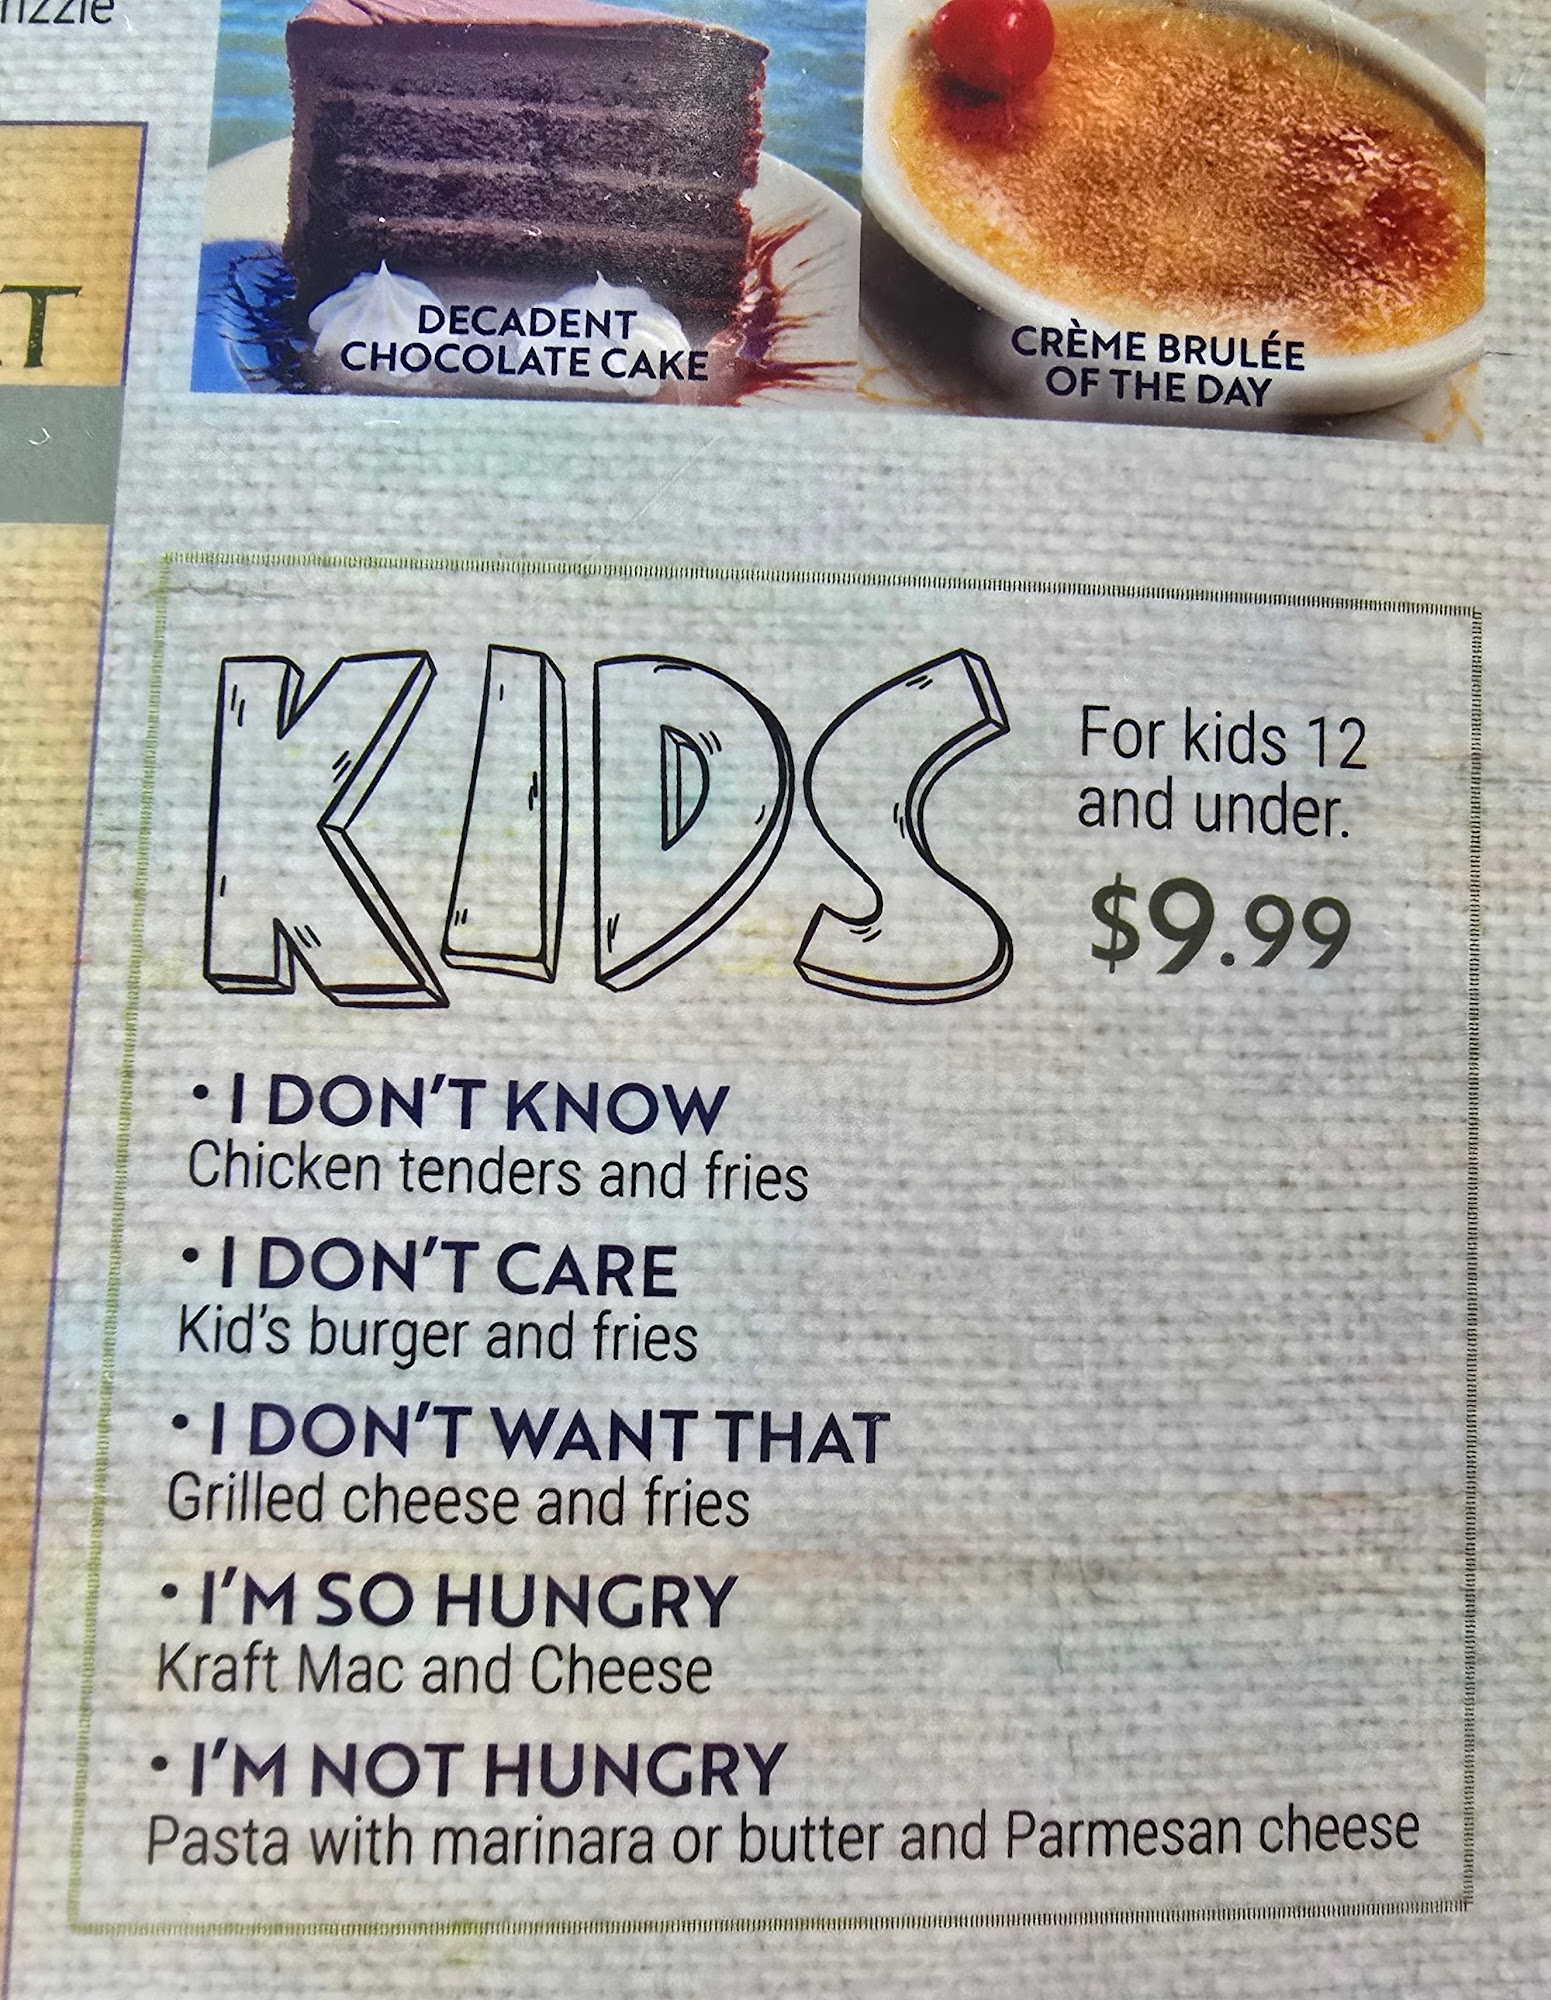 DECADENT
CHOCOLATE CAKE
CRÈME BRULÉE
OF THE DAY
KIDS
For kids 12
and under.
$9.99
• I DON'T KNOW
Chicken tenders and fries
• I DON'T CARE
Kid's burger and fries
• I DON'T WANT THAT
Grilled cheese and fries
• I'M SO HUNGRY
Kraft Mac and Cheese
• I'M NOT HUNGRY
Pasta with marinara or butter and Parmesan cheese